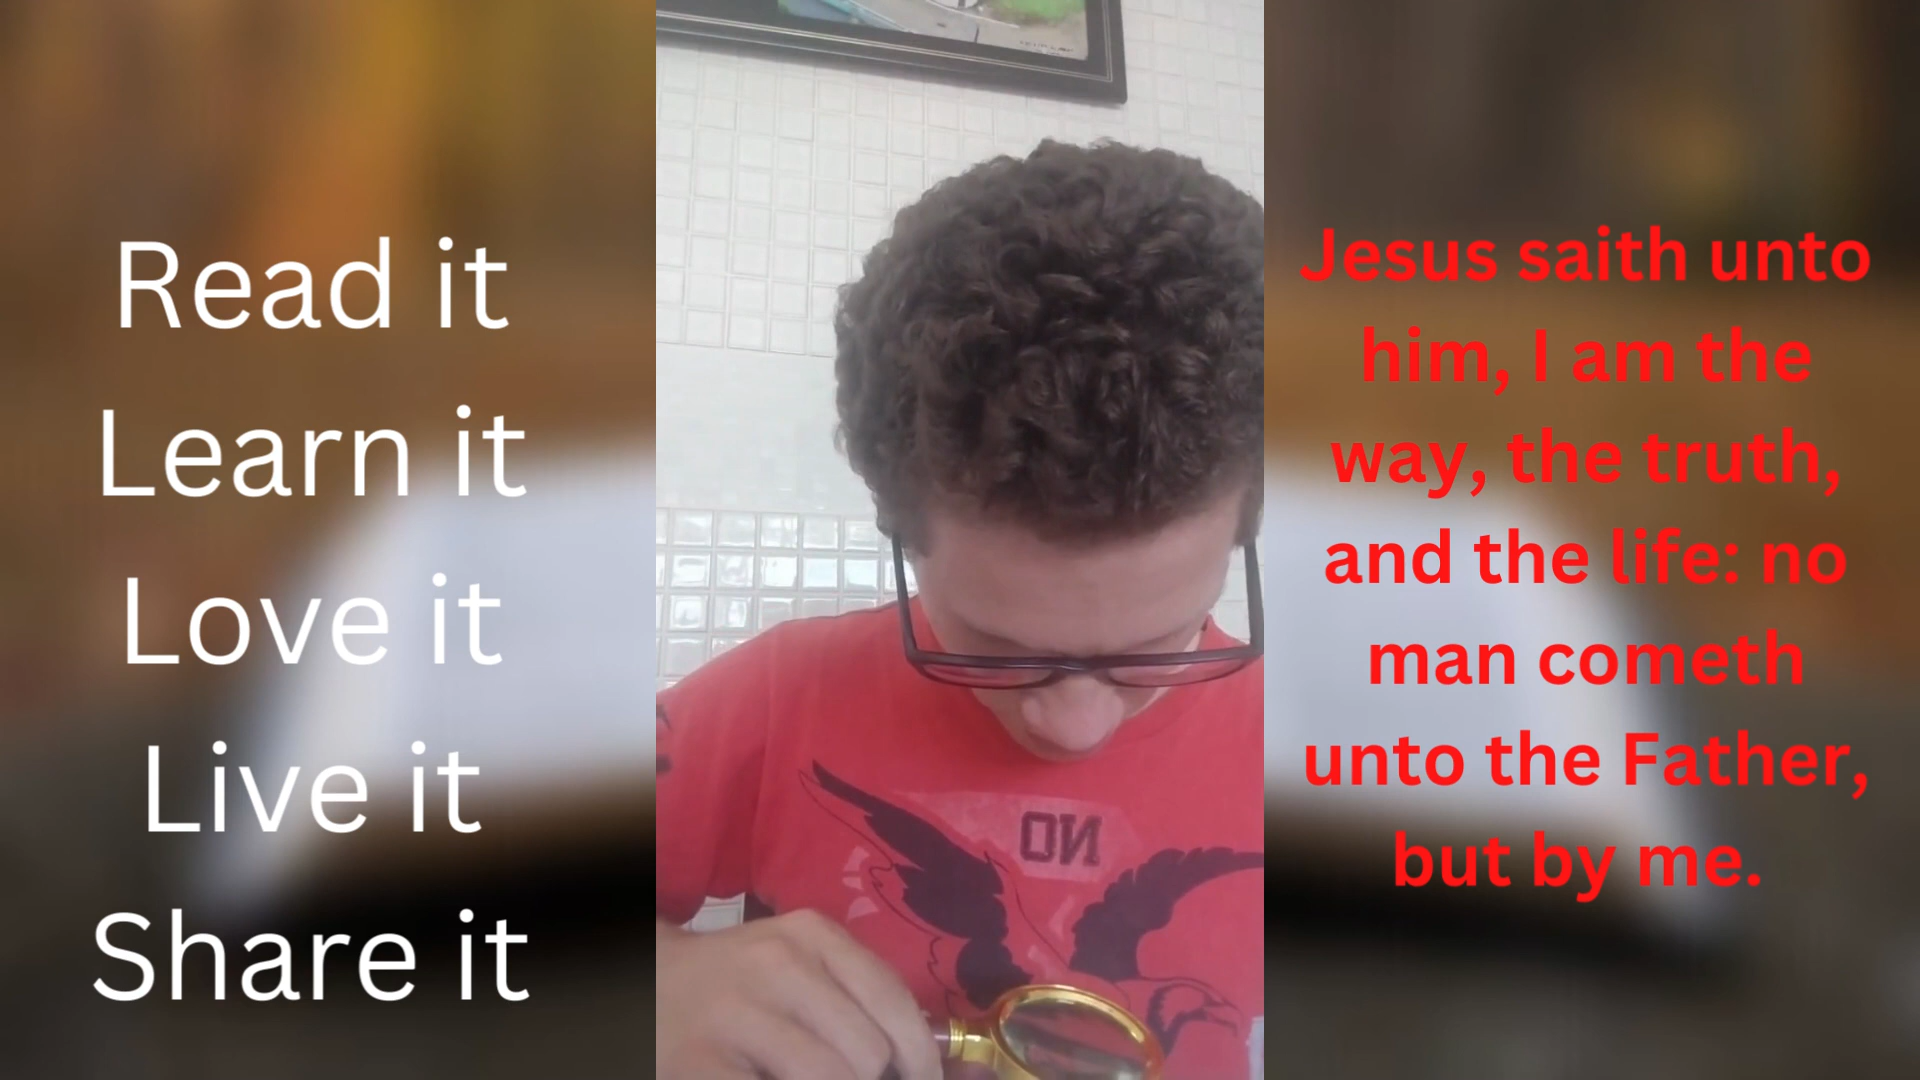 Read it
Learn it
Love it
Live it
Share it
NO
Jesus saith unto
him, I am the
way, the truth,
and the life: no
man cometh
unto the Father,
but by me.